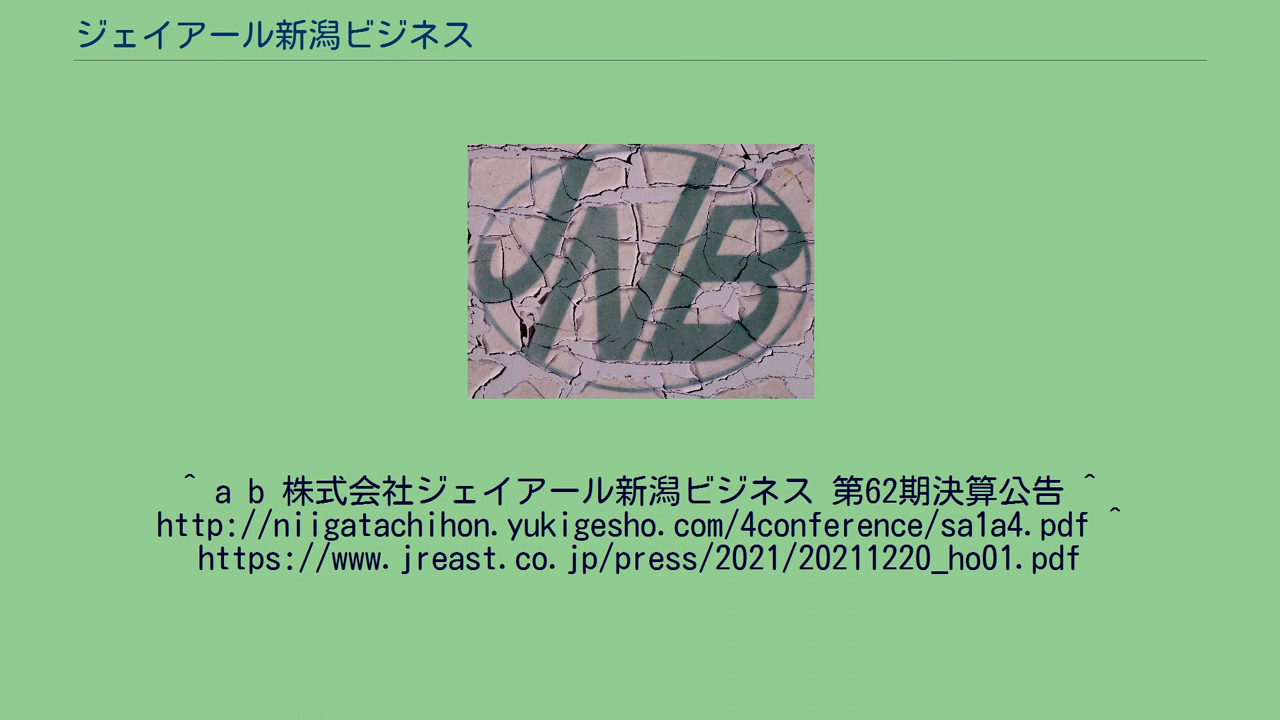 ジェイアール新潟ビジネス
JNB
^ a b 株式会社ジェイアール新潟ビジネス 第62期決算公告 ^
http://niigatachihon.yukigesho.com/4conference/sa1a4.pdf ^
https://www.jreast.co.jp/press/2021/20211220_ho01.pdf